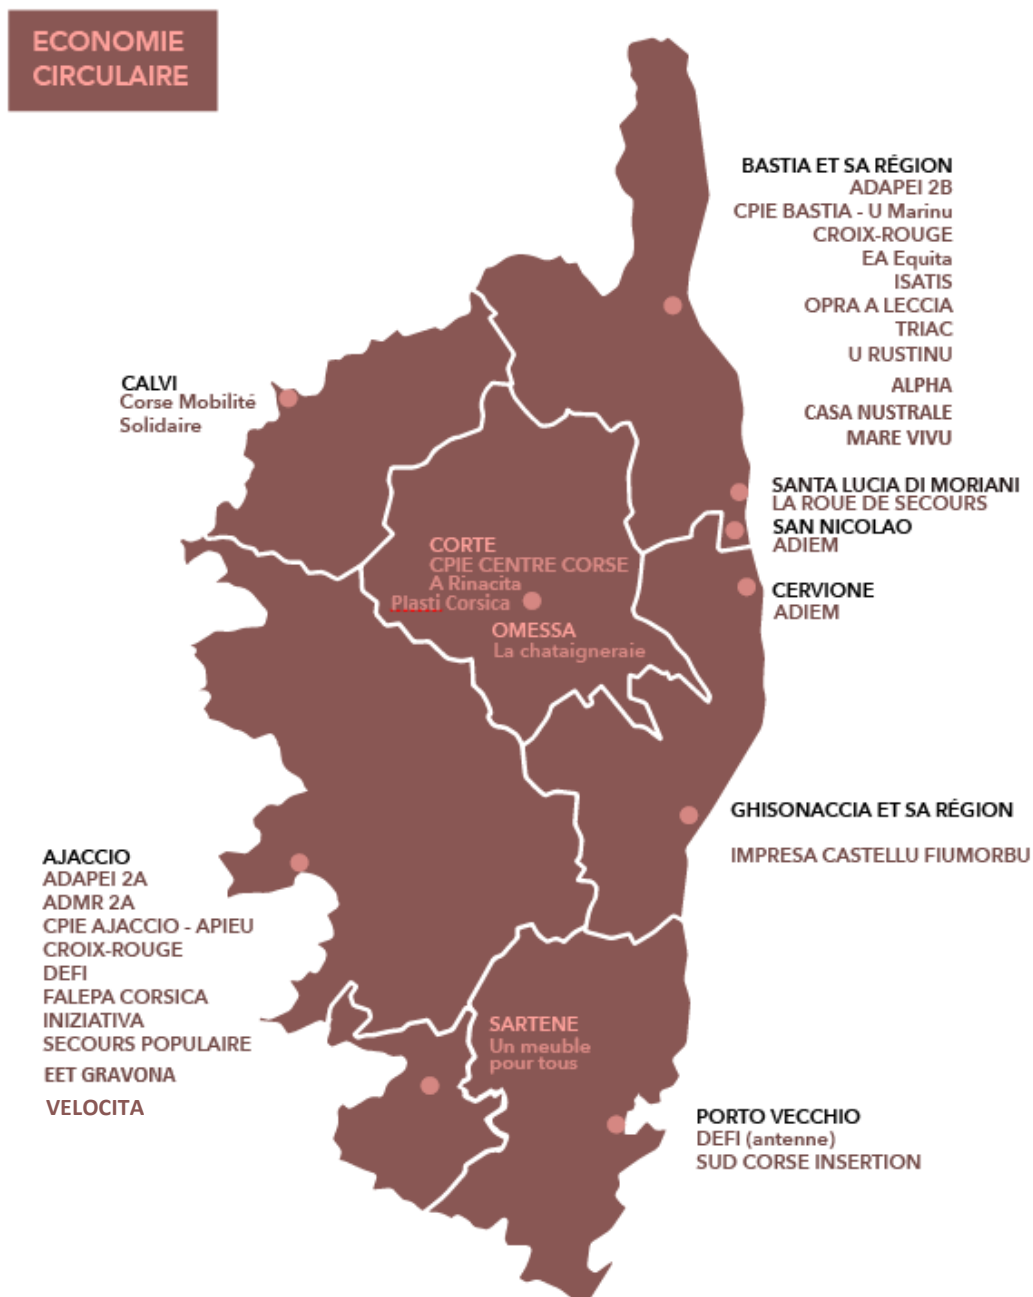 ECONOMIE
CIRCULAIRE
BASTIA ET SA RÉGION
ADAPEI 2B
CPIE BASTIA - U Marinu
CROIX-ROUGE
EA Equita
ISATIS
OPRA A LECCIA
TRIAC
U RUSTINU
ALPHA
CASA NUSTRALE
MARE VIVU
CALVI
Corse Mobilité
Solidaire
SANTA LUCIA DI MORIANI
LA ROUE DE SECOURS
SAN NICOLAO
ADIEM
CERVIONE
ADIEM
CORTE
CPIE CENTRE CORSE
A Rinacita
Plasti Corsica
OMESSA
La chataigneraie
GHISONACCIA ET SA RÉGION
IMPRESA CASTELLU FIUMORBU
AJACCIO
ADAPEI 2A
ADMR 2A
CPIE AJACCIO - APIEU
CROIX-ROUGE
DEFI
FALEPA CORSICA
INIZIATIVA
SECOURS POPULAIRE
EET GRAVONA
VELOCITA
SARTENE
Un meuble
pour tous
PORTO VECCHIO
DEFI (antenne)
SUD CORSE INSERTION